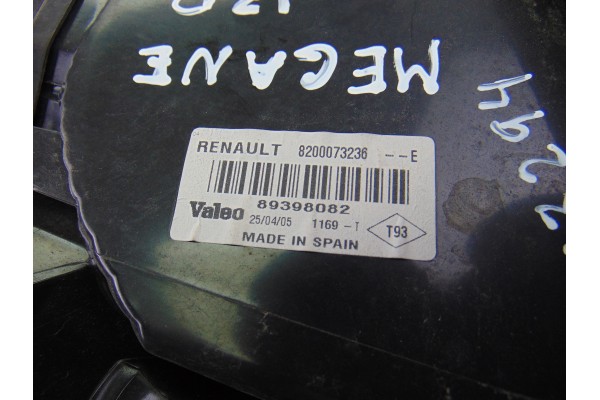 MEGANE
RENAULT 8200073236 --E
89398082
Valeo 25/04/05 1169 -T T93
MADE IN SPAIN